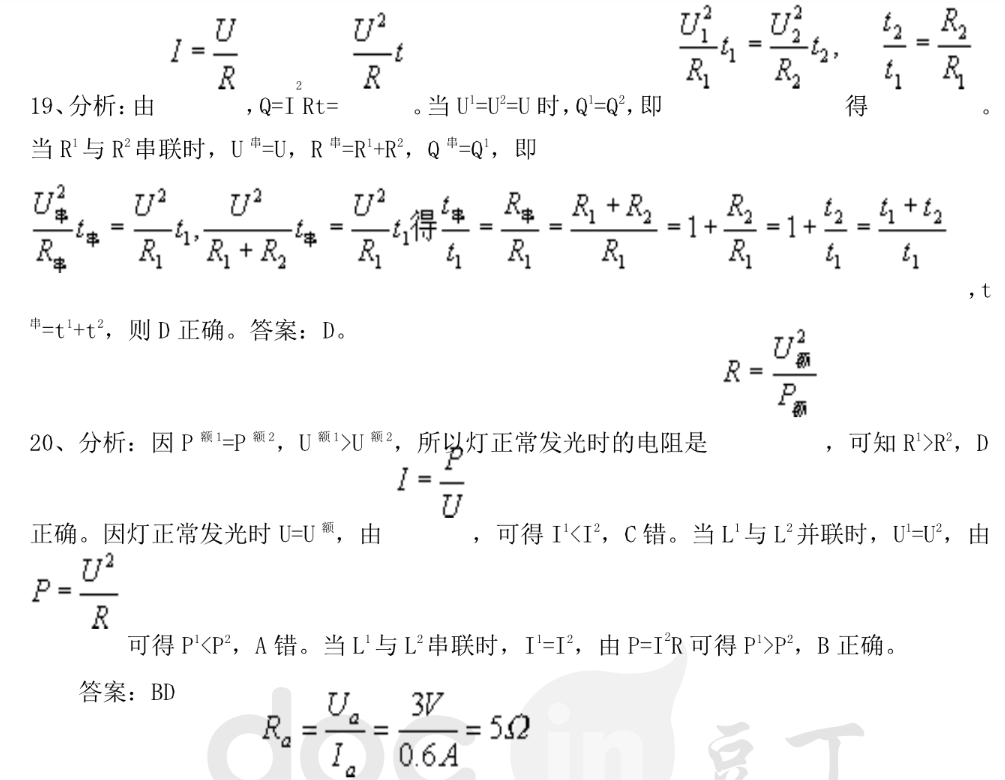 19、分析：由 I = U/R ，Q=I²Rt= U²/R t 。当 U¹=U²=U 时，Q¹=Q²，即 U₁²/R₁ t₁ = U₂²/R₂ t₂, 得 t₂/t₁ = R₂/R₁ 。
当 R¹ 与 R² 串联时，U 串=U，R 串=R¹+R²，Q 串=Q¹，即
U串²/R串 t串 = U²/R₁ t₁, U²/(R₁ + R₂) t串 = U²/R₁ t₁ 得 t串/t₁ = R串/R₁ = (R₁ + R₂)/R₁ = 1 + R₂/R₁ = 1 + t₂/t₁ = (t₁ + t₂)/t₁ ，t
串=t¹+t²，则 D 正确。答案：D。
20、分析：因 P 额1=P 额2，U 额1>U 额2，所以灯正常发光时的电阻是 R = U额²/P额 ，可知 R¹>R²，D
正确。因灯正常发光时 U=U 额，由 I = P/U ，可得 I¹<I²，C 错。当 L¹ 与 L² 并联时，U¹=U²，由
P = U²/R 可得 P¹<P²，A 错。当 L¹ 与 L² 串联时，I¹=I²，由 P=I²R 可得 P¹>P²，B 正确。
答案：BD
Rₐ = Uₐ/Iₐ = 3V/0.6A = 5Ω
doc in 豆丁